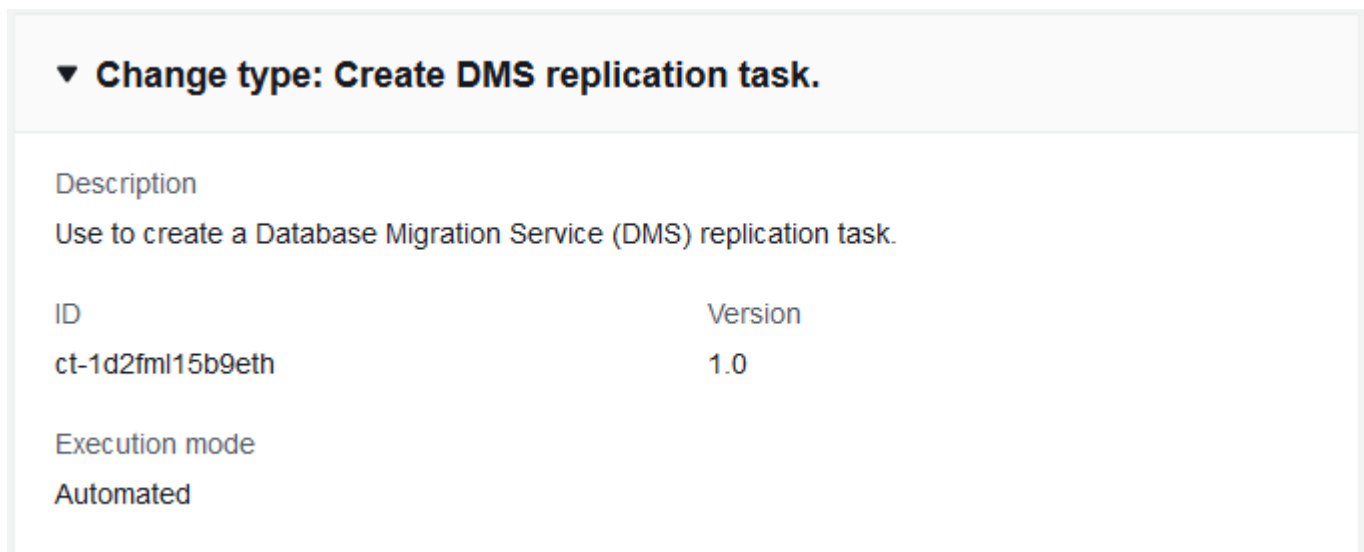 Change type: Create DMS replication task.
Description
Use to create a Database Migration Service (DMS) replication task.
ID
Version
ct-1d2fml15b9eth
1.0
Execution mode
Automated